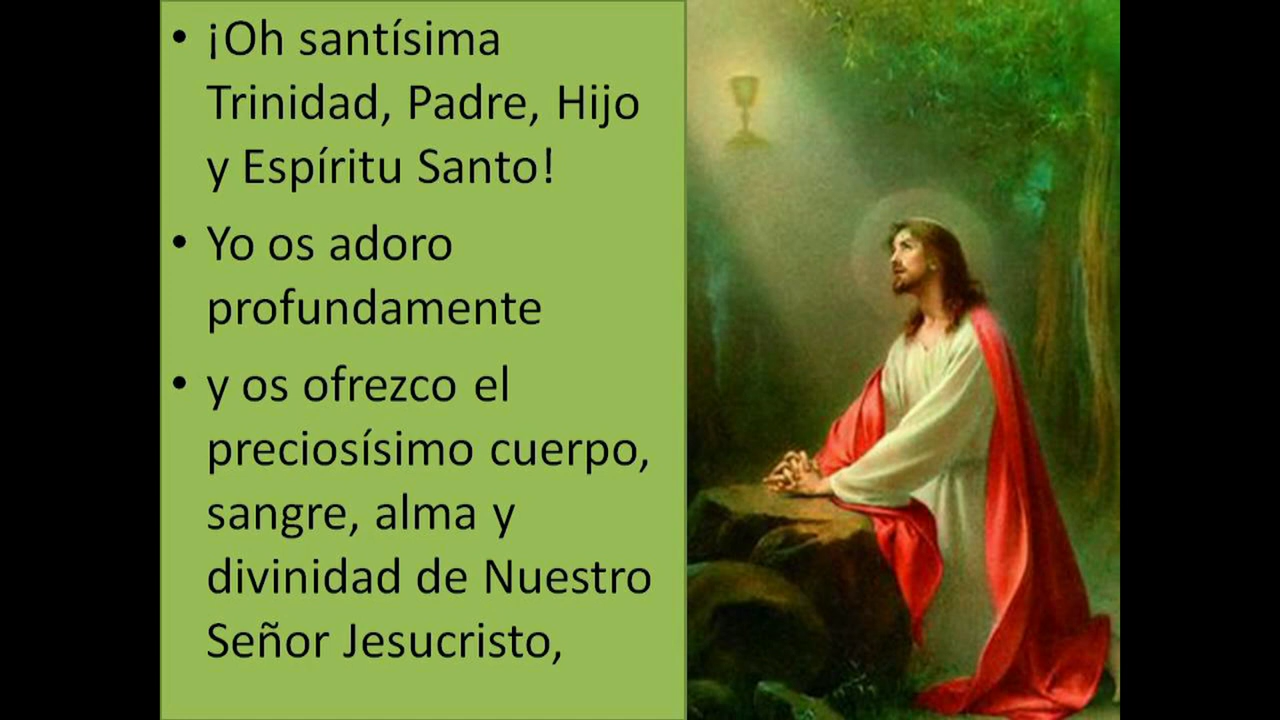 • ¡Oh santísima
Trinidad, Padre, Hijo
y Espíritu Santo!
• Yo os adoro
profundamente
• y os ofrezco el
preciosísimo cuerpo,
sangre, alma y
divinidad de Nuestro
Señor Jesucristo,